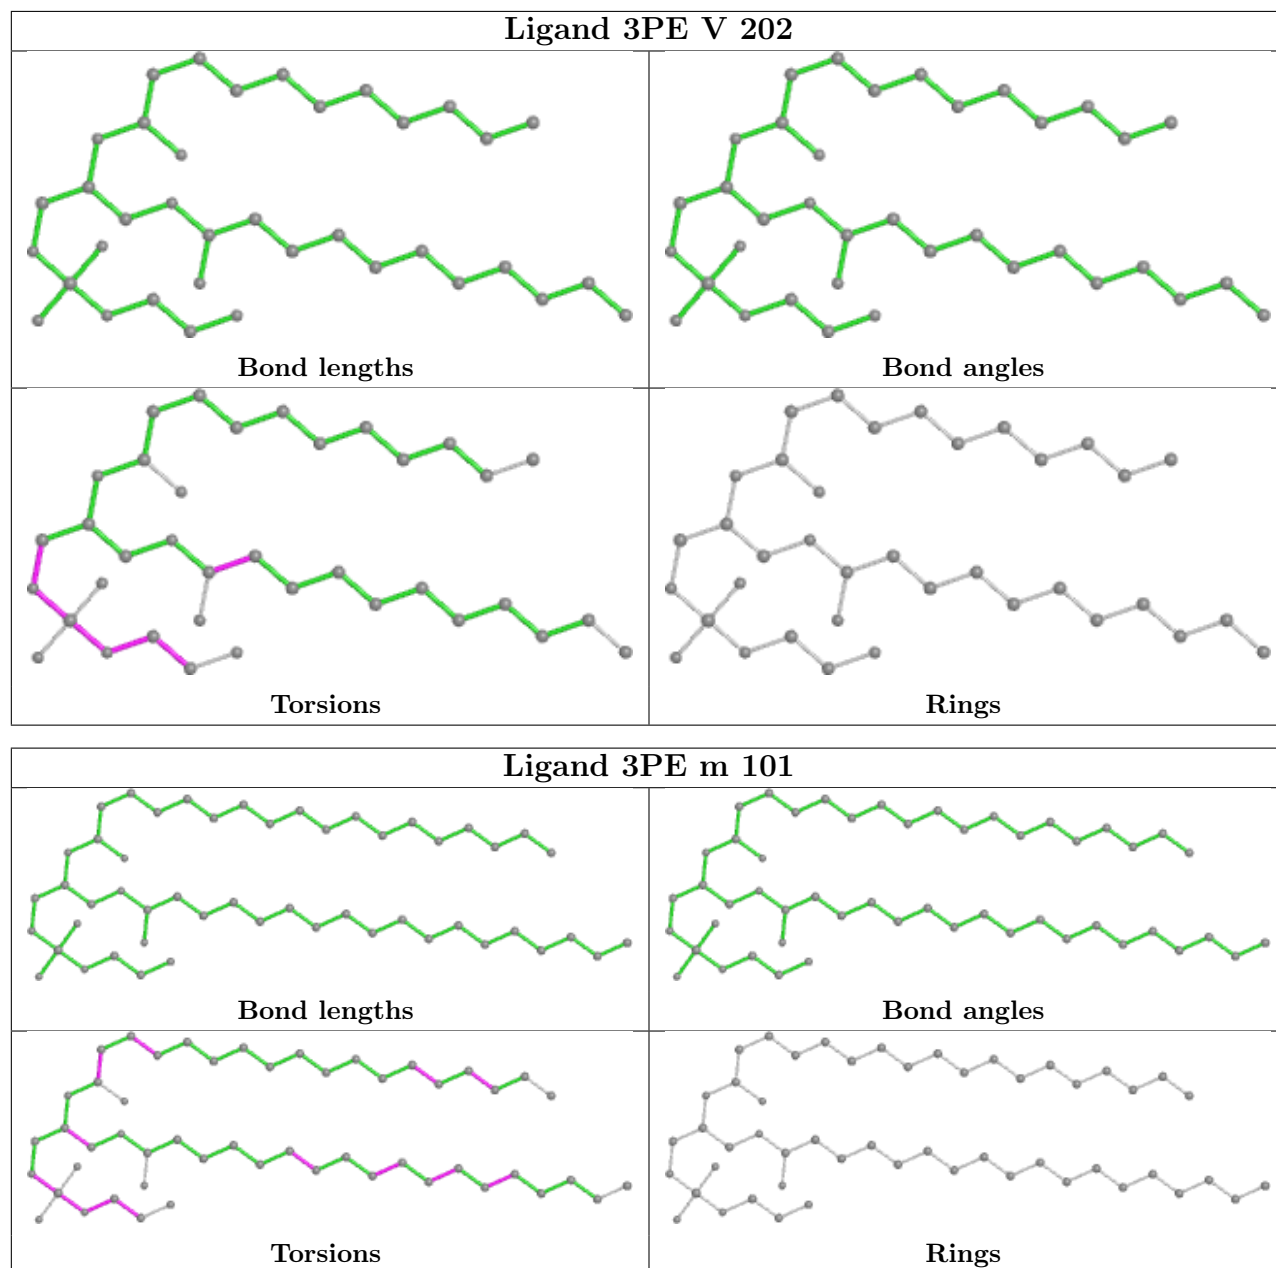 Ligand 3PE V 202
Bond lengths
Bond angles
Torsions
Rings
Ligand 3PE m 101
Bond lengths
Bond angles
Torsions
Rings